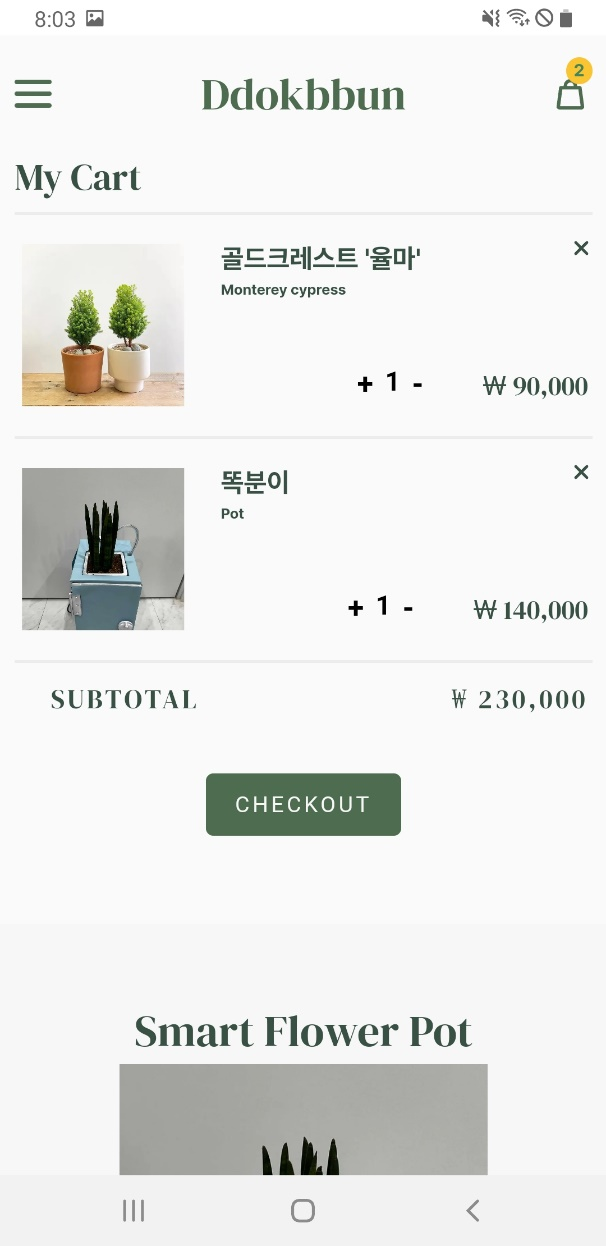 8:03
Ddokbbun
2
My Cart
골드크레스트 '율마'
Monterey cypress
+ 1 -
₩ 90,000
똑분이
Pot
+ 1 -
₩ 140,000
SUBTOTAL ₩ 230,000
CHECKOUT
Smart Flower Pot